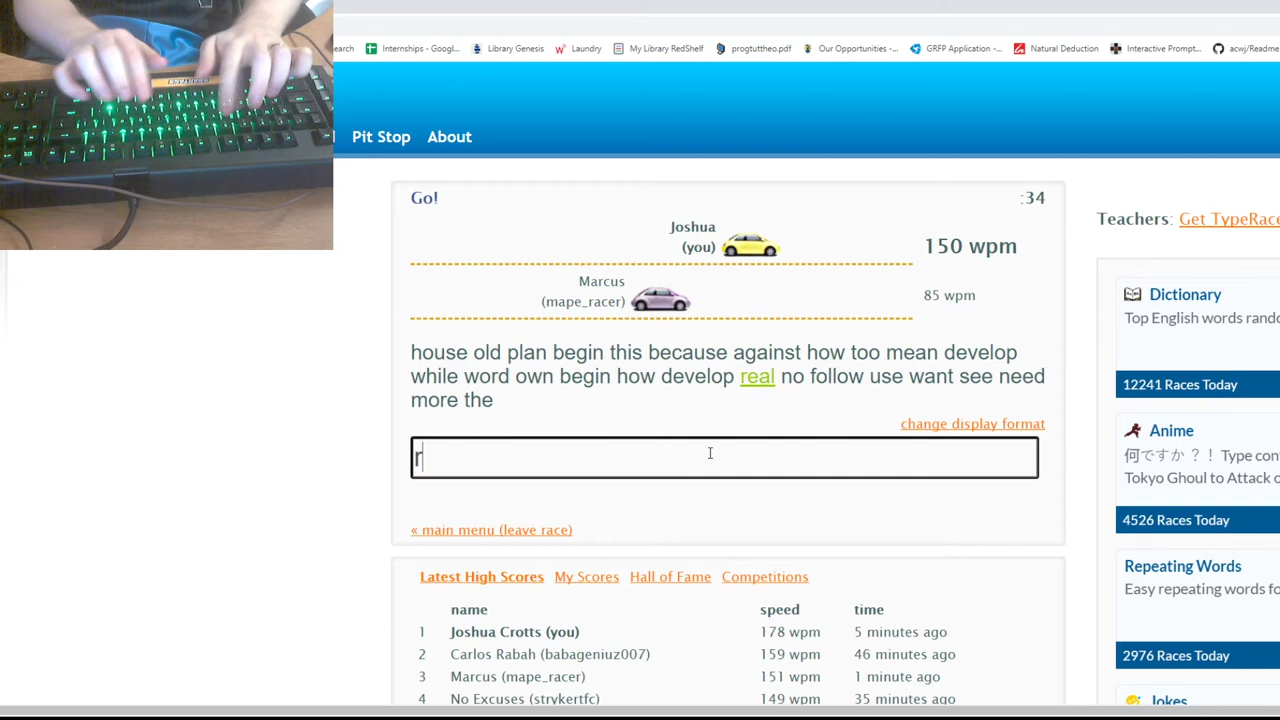 search Internships - Googl... Library Genesis Laundry My Library RedShelf progtuttheo.pdf Our Opportunities -... GRFP Application -... Natural Deduction Interactive Prompt... acwj/Readme
Pit Stop About
Go! :34
Joshua
(you) 150 wpm
Marcus
(mape_racer) 85 wpm
house old plan begin this because against how too mean develop
while word own begin how develop real no follow use want see need
more the
change display format
r
« main menu (leave race)
Latest High Scores My Scores Hall of Fame Competitions
name speed time
1 Joshua Crotts (you) 178 wpm 5 minutes ago
2 Carlos Rabah (babageniuz007) 159 wpm 46 minutes ago
3 Marcus (mape_racer) 151 wpm 1 minute ago
4 No Excuses (strykertfc) 149 wpm 35 minutes ago
Teachers: Get TypeRace
Dictionary
Top English words rando
12241 Races Today
Anime
何ですか？！ Type con
Tokyo Ghoul to Attack o
4526 Races Today
Repeating Words
Easy repeating words fo
2976 Races Today
Jokes